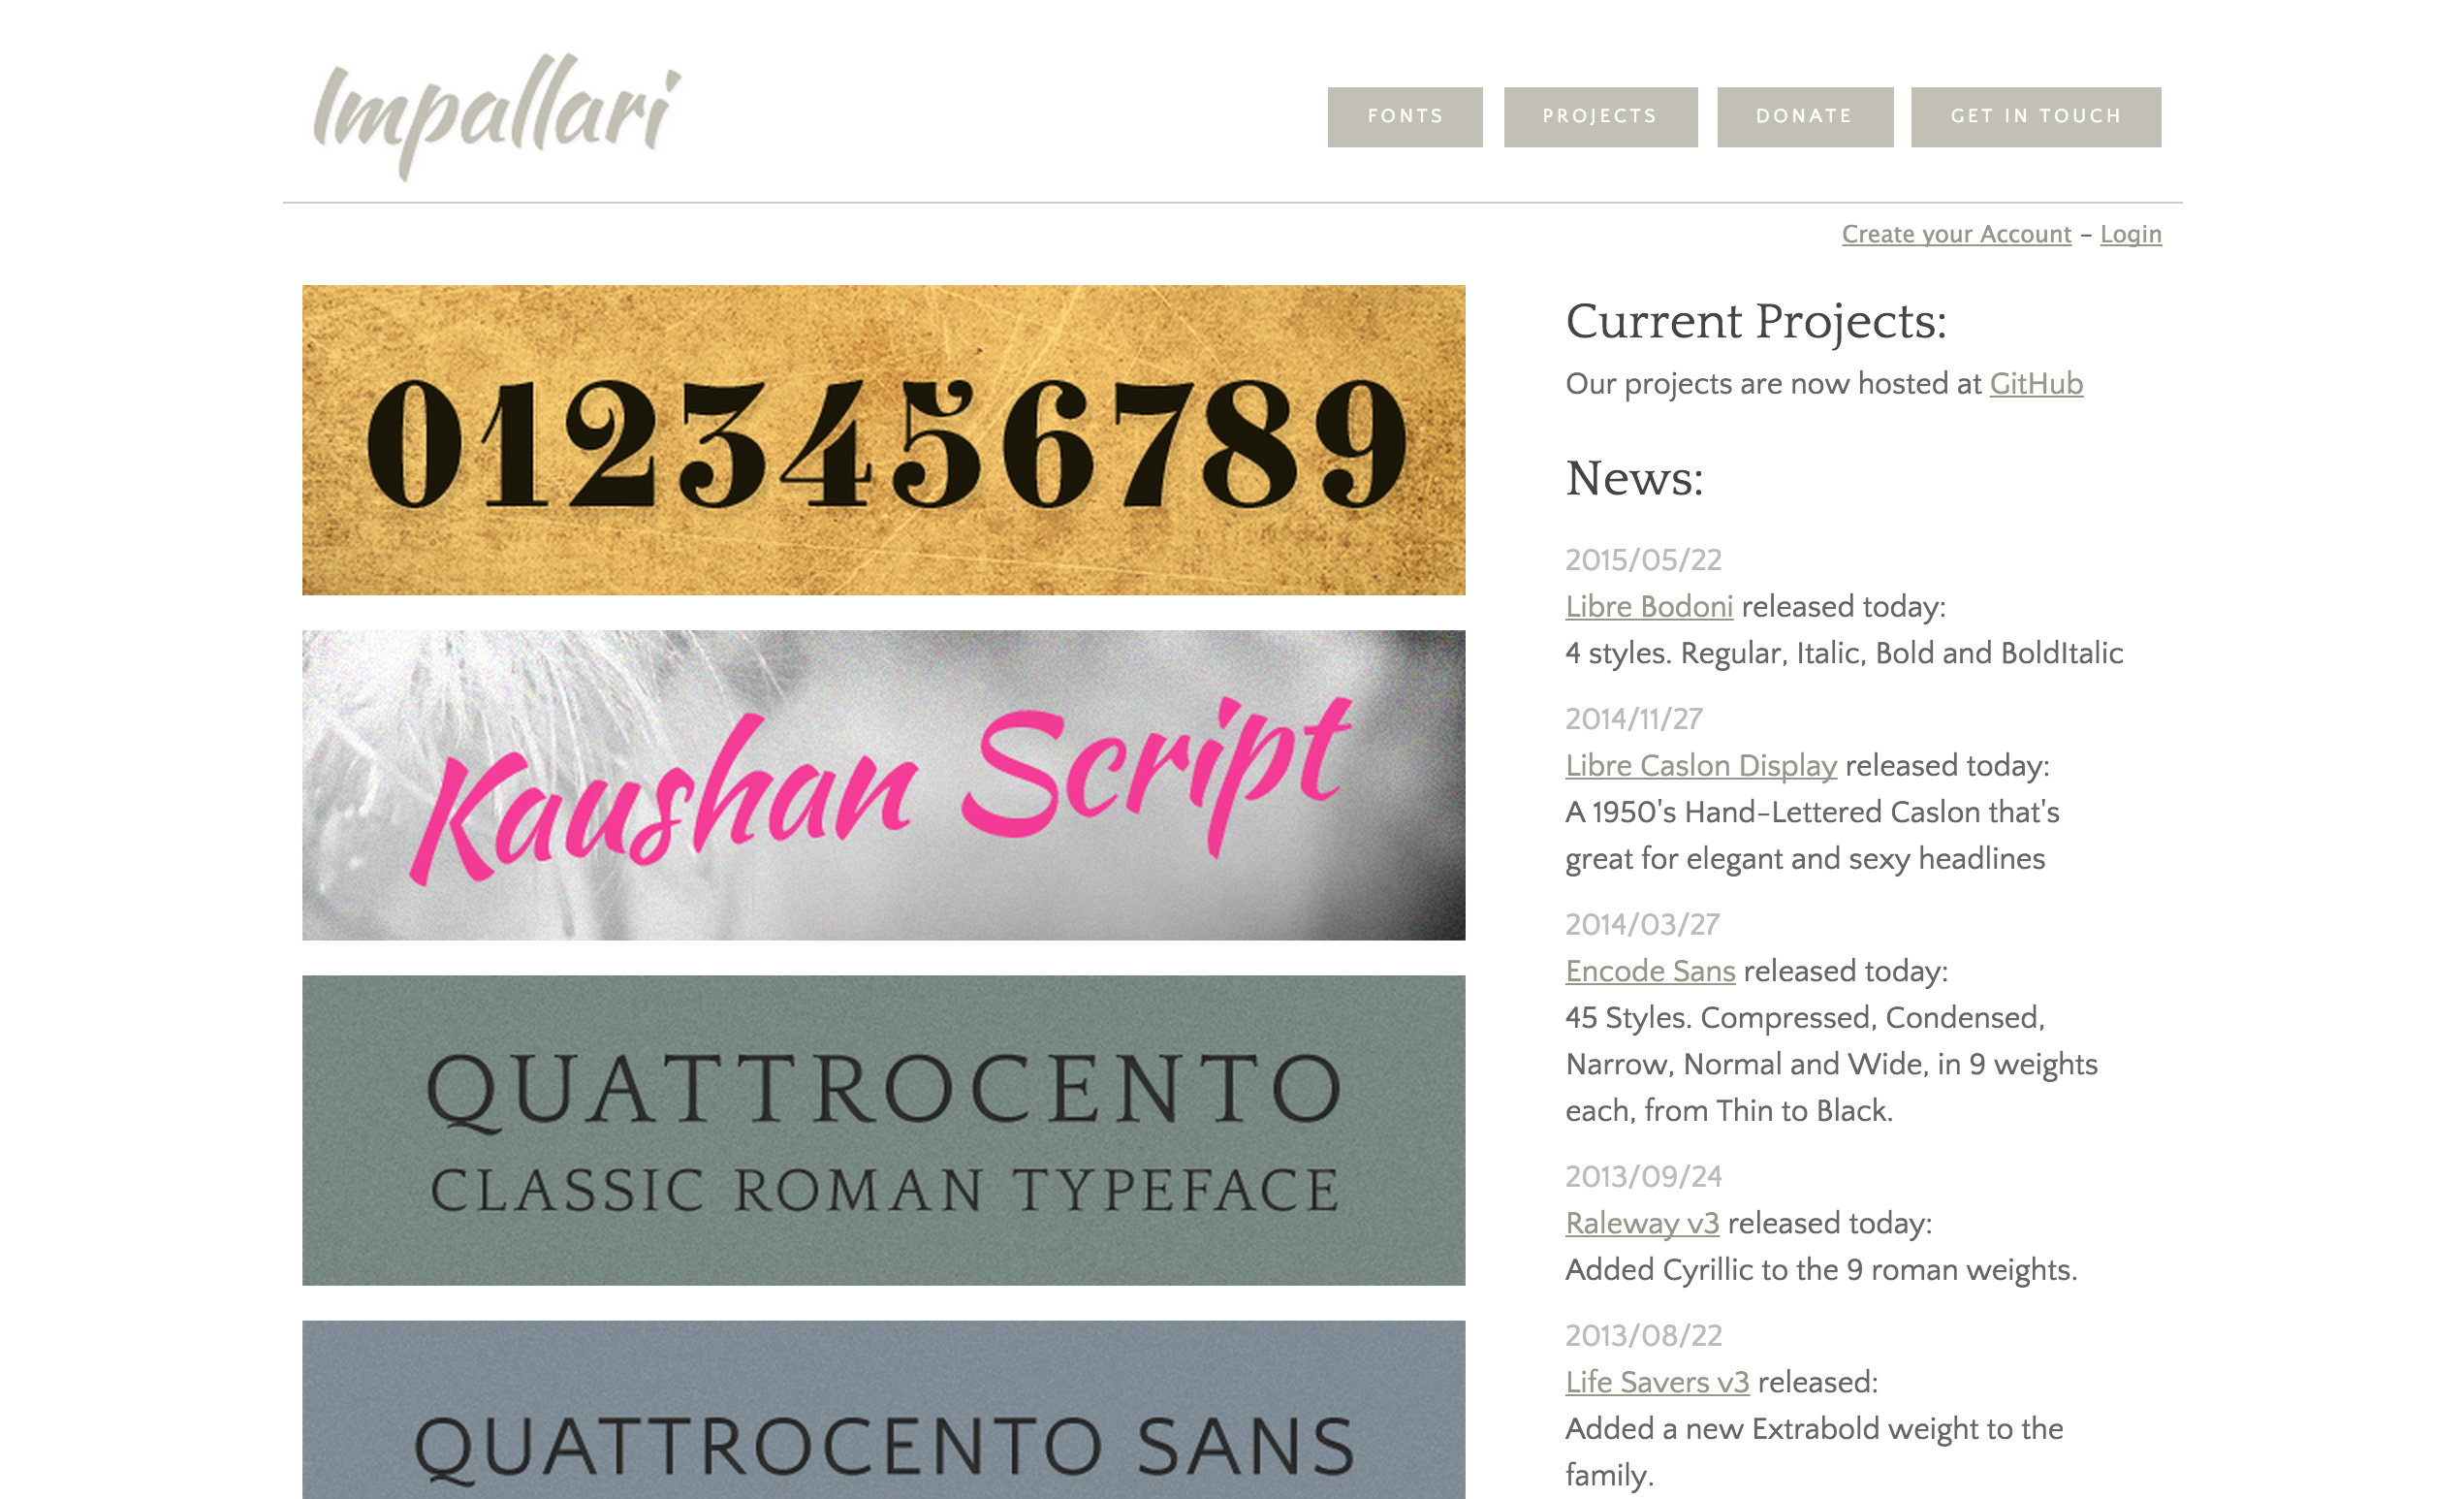 Impallari
FONTS
PROJECTS
DONATE
GET IN TOUCH
Create your Account – Login
0123456789
Kaushan Script
QUATTROCENTO
CLASSIC ROMAN TYPEFACE
QUATTROCENTO SANS
Current Projects:
Our projects are now hosted at GitHub
News:
2015/05/22
Libre Bodoni released today:
4 styles. Regular, Italic, Bold and BoldItalic
2014/11/27
Libre Caslon Display released today:
A 1950's Hand-Lettered Caslon that's
great for elegant and sexy headlines
2014/03/27
Encode Sans released today:
45 Styles. Compressed, Condensed,
Narrow, Normal and Wide, in 9 weights
each, from Thin to Black.
2013/09/24
Raleway v3 released today:
Added Cyrillic to the 9 roman weights.
2013/08/22
Life Savers v3 released:
Added a new Extrabold weight to the
family.